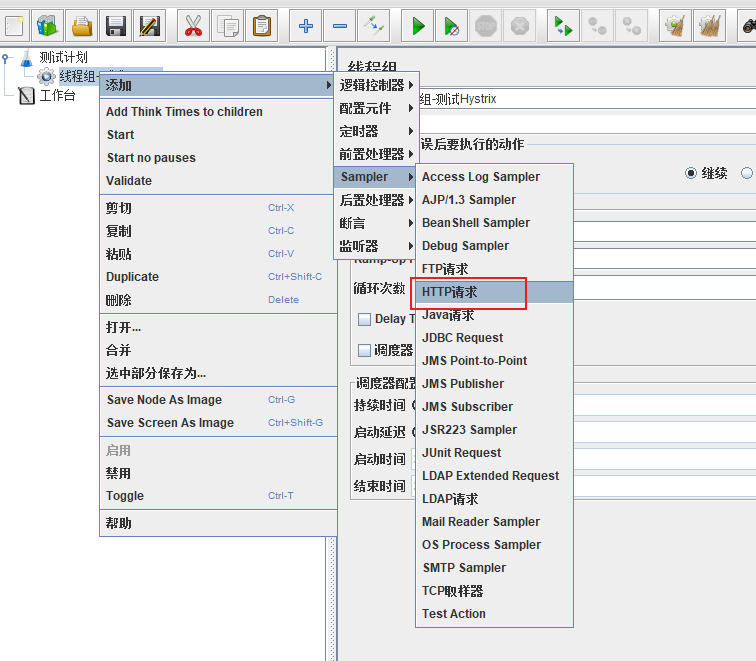 测试计划
线程组
工作台
添加
Add Think Times to children
Start
Start no pauses
Validate
剪切 Ctrl-X
复制 Ctrl-C
粘贴 Ctrl-V
Duplicate Ctrl+Shift-C
删除 Delete
打开...
合并
选中部分保存为...
Save Node As Image Ctrl-G
Save Screen As Image Ctrl+Shift-G
启用
禁用
Toggle Ctrl-T
帮助
逻辑控制器
配置元件
定时器
前置处理器
Sampler
后置处理器
断言
监听器
Access Log Sampler
AJP/1.3 Sampler
BeanShell Sampler
Debug Sampler
FTP请求
HTTP请求
Java请求
JDBC Request
JMS Point-to-Point
JMS Publisher
JMS Subscriber
JSR223 Sampler
JUnit Request
LDAP Extended Request
LDAP请求
Mail Reader Sampler
OS Process Sampler
SMTP Sampler
TCP取样器
Test Action
线程组
组-测试Hystrix
误后要执行的动作
继续
循环次数
Delay T
调度器
调度器配置
持续时间
启动延迟
启动时间
结束时间